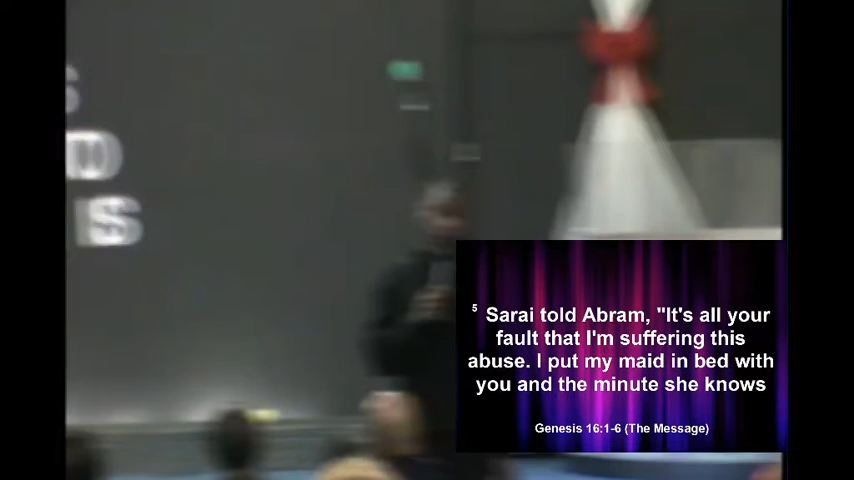 S
D
IS
5 Sarai told Abram, "It's all your
fault that I'm suffering this
abuse. I put my maid in bed with
you and the minute she knows
Genesis 16:1-6 (The Message)